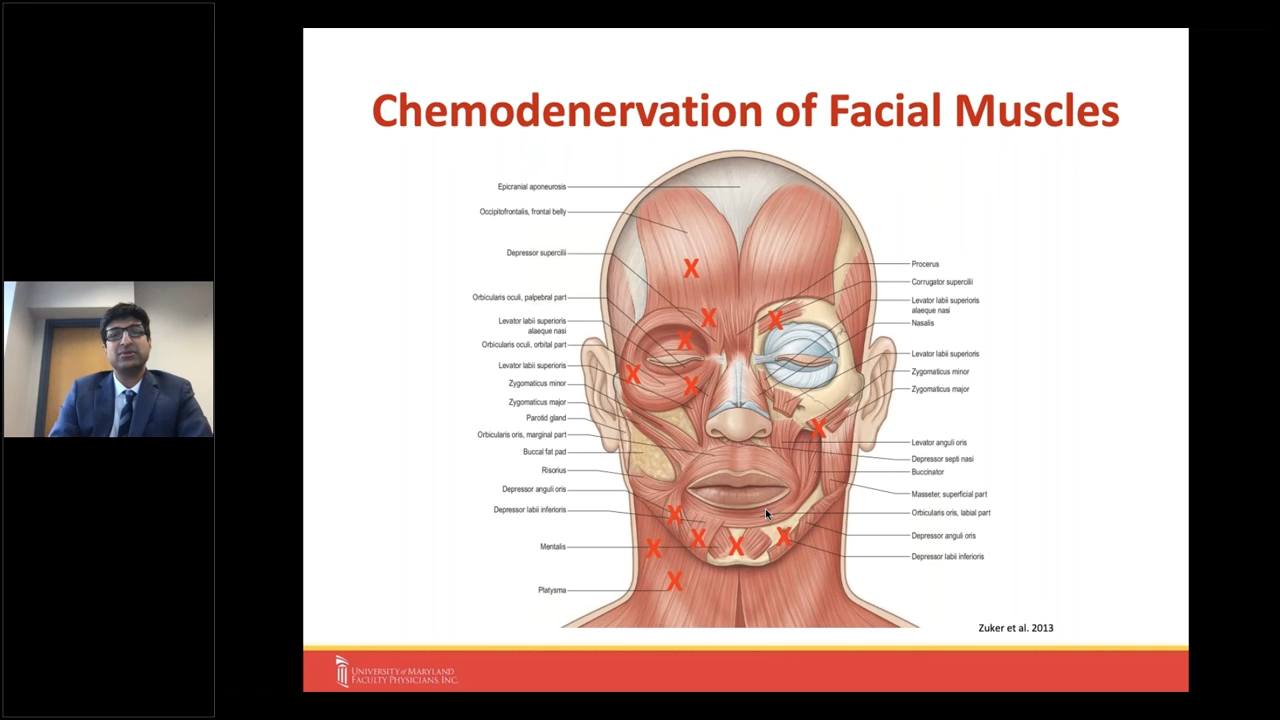 Chemodenervation of Facial Muscles
Epicranial aponeurosis
Occipitofrontalis, frontal belly
Depressor supercilii
Orbicularis oculi, palpebral part
Levator labii superioris
alaeque nasi
Orbicularis oculi, orbital part
Levator labii superioris
Zygomaticus minor
Zygomaticus major
Parotid gland
Orbicularis oris, marginal part
Buccal fat pad
Risorius
Depressor anguli oris
Depressor labii inferioris
Mentalis
Platysma
X
X
X
X
X
X
X
X
X
X
X
X
X
Procerus
Corrugator supercilii
Levator labii superioris
alaeque nasi
Nasalis
Levator labii superioris
Zygomaticus minor
Zygomaticus major
Levator anguli oris
Depressor septi nasi
Buccinator
Masseter, superficial part
Orbicularis oris, labial part
Depressor anguli oris
Depressor labii inferioris
Zuker et al. 2013
UNIVERSITY of MARYLAND
FACULTY PHYSICIANS, INC.